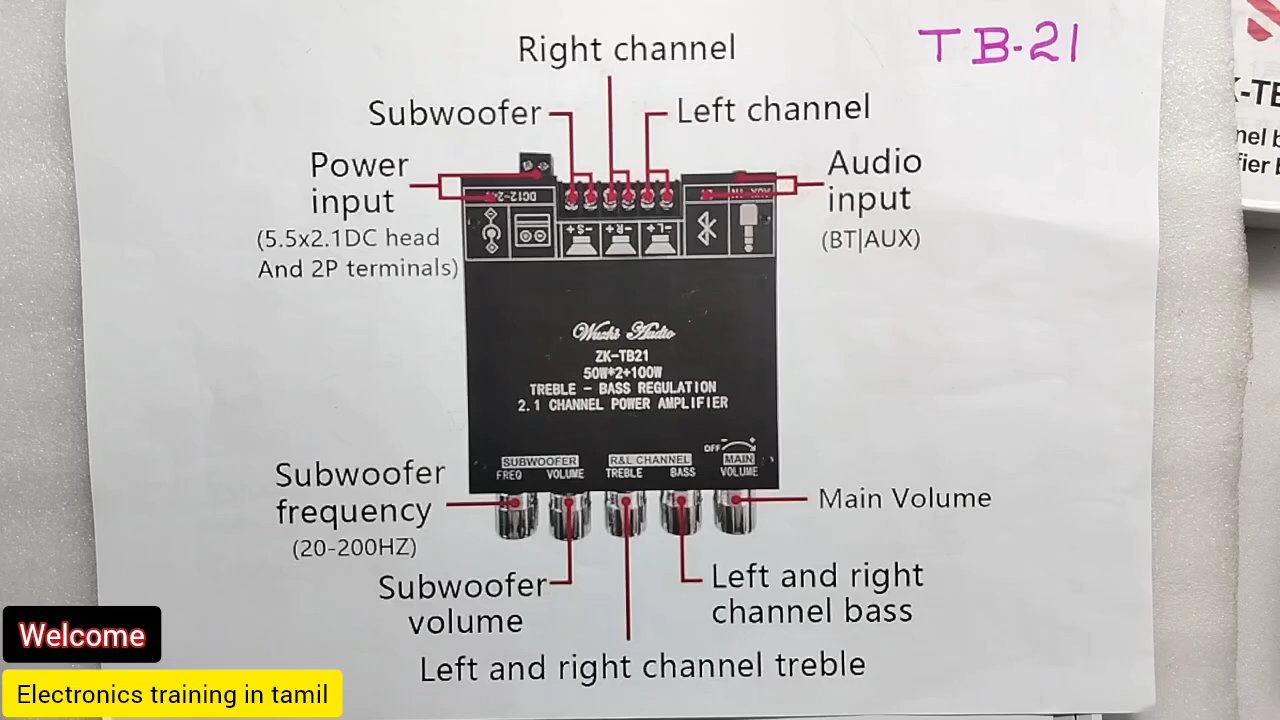 Right channel
TB-21
Subwoofer
Left channel
Power
input
(5.5x2.1DC head
And 2P terminals)
Audio
input
(BT|AUX)
+S-
+R-
+L-
Wuzhi Audio
ZK-TB21
50W*2+100W
TREBLE - BASS REGULATION
2.1 CHANNEL POWER AMPLIFIER
OFF - +
SUBWOOFER
R&L CHANNEL
MAIN
FREQ VOLUME TREBLE BASS VOLUME
Subwoofer
frequency
(20-200HZ)
Main Volume
Subwoofer
volume
Left and right
channel bass
Left and right channel treble
Welcome
Electronics training in tamil